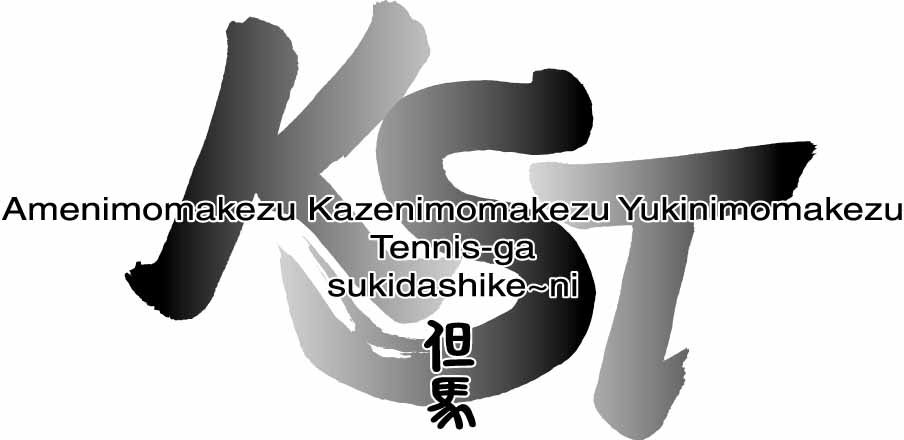 KST
Amenimomakezu Kazenimomakezu Yukinimomakezu
Tennis-ga
sukidashike~ni
但馬